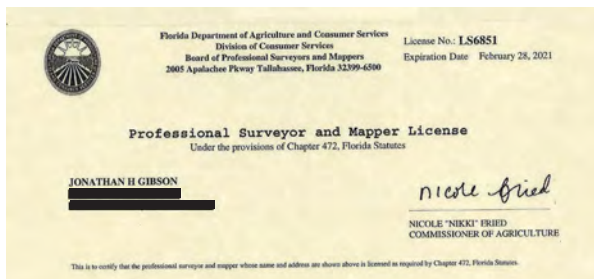 Florida Department of Agriculture and Consumer Services
Division of Consumer Services
Board of Professional Surveyors and Mappers
2005 Apalachee Pkway Tallahassee, Florida 32399-6500
License No.: LS6851
Expiration Date February 28, 2021
Professional Surveyor and Mapper License
Under the provisions of Chapter 472, Florida Statutes
JONATHAN H GIBSON
nicole fried
NICOLE "NIKKI" FRIED
COMMISSIONER OF AGRICULTURE
This is to certify that the professional surveyor and mapper whose name and address are shown above is licensed as required by Chapter 472, Florida Statutes.